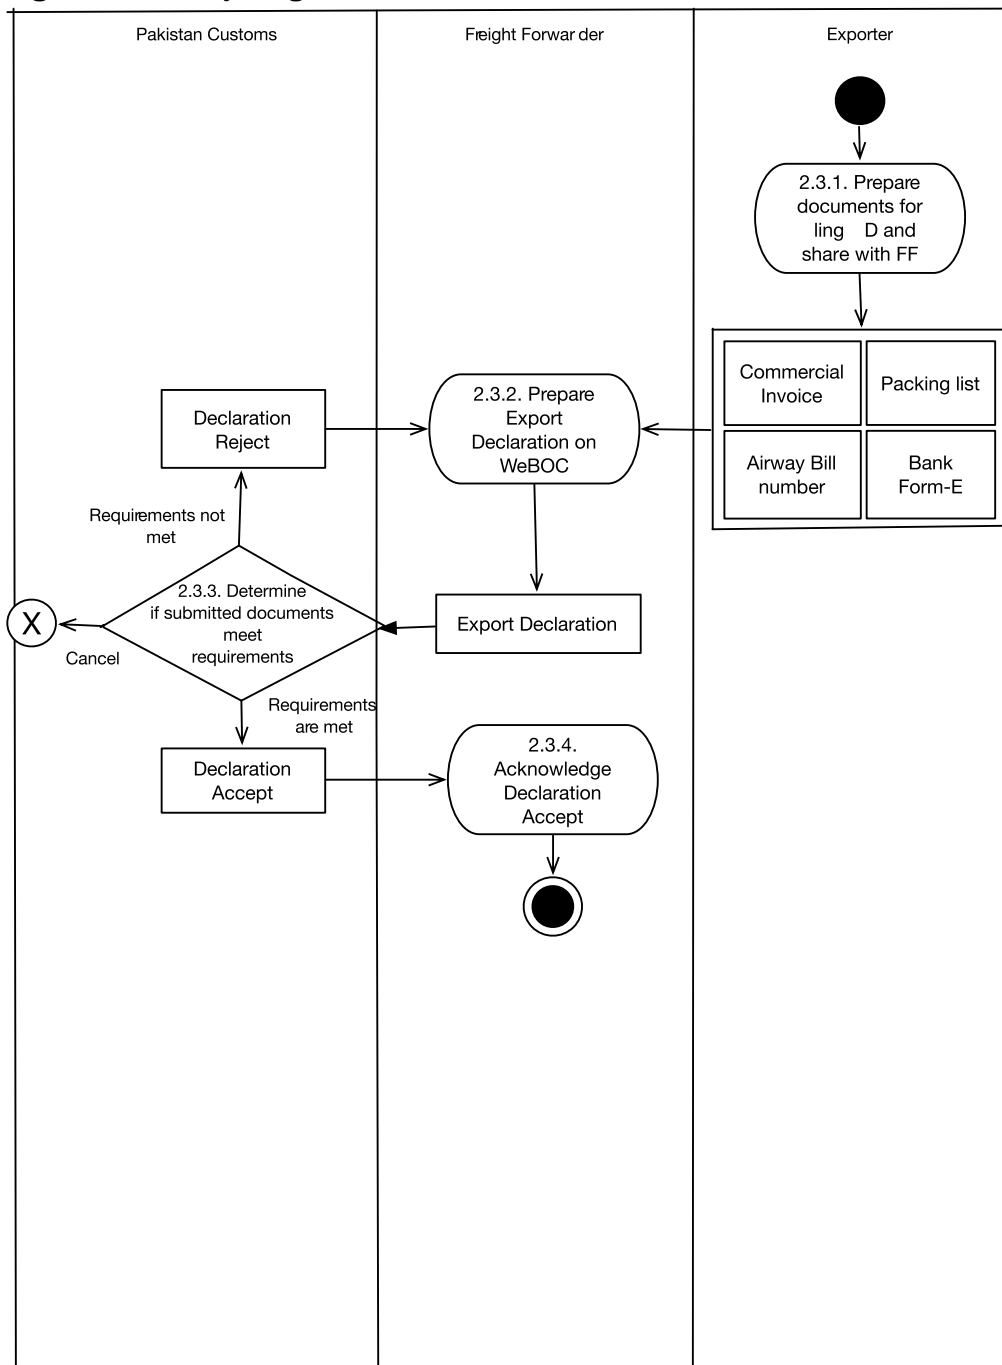 Pakistan Customs
Freight Forwarder
Exporter
2.3.1. Prepare
documents for
ling D and
share with FF
Commercial
Invoice
Packing list
Airway Bill
number
Bank
Form-E
2.3.2. Prepare
Export
Declaration on
WeBOC
Declaration
Reject
Requirements not
met
2.3.3. Determine
if submitted documents
meet
requirements
X
Cancel
Export Declaration
Requirements
are met
Declaration
Accept
2.3.4.
Acknowledge
Declaration
Accept